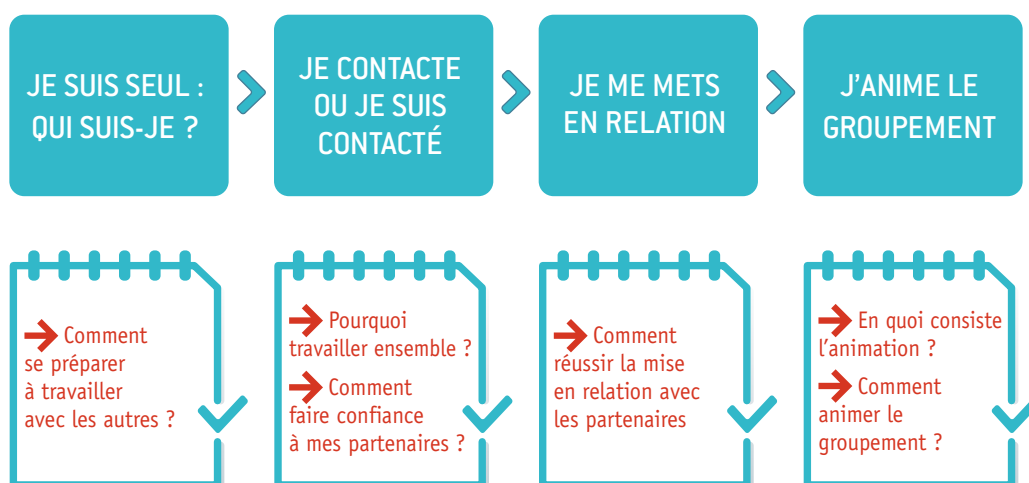 JE SUIS SEUL :
QUI SUIS-JE ?
JE CONTACTE
OU JE SUIS
CONTACTÉ
JE ME METS
EN RELATION
J'ANIME LE
GROUPEMENT
Comment
se préparer
à travailler
avec les autres ?
Pourquoi
travailler ensemble ?
Comment
faire confiance
à mes partenaires ?
Comment
réussir la mise
en relation avec
les partenaires
En quoi consiste
l'animation ?
Comment
animer le
groupement ?